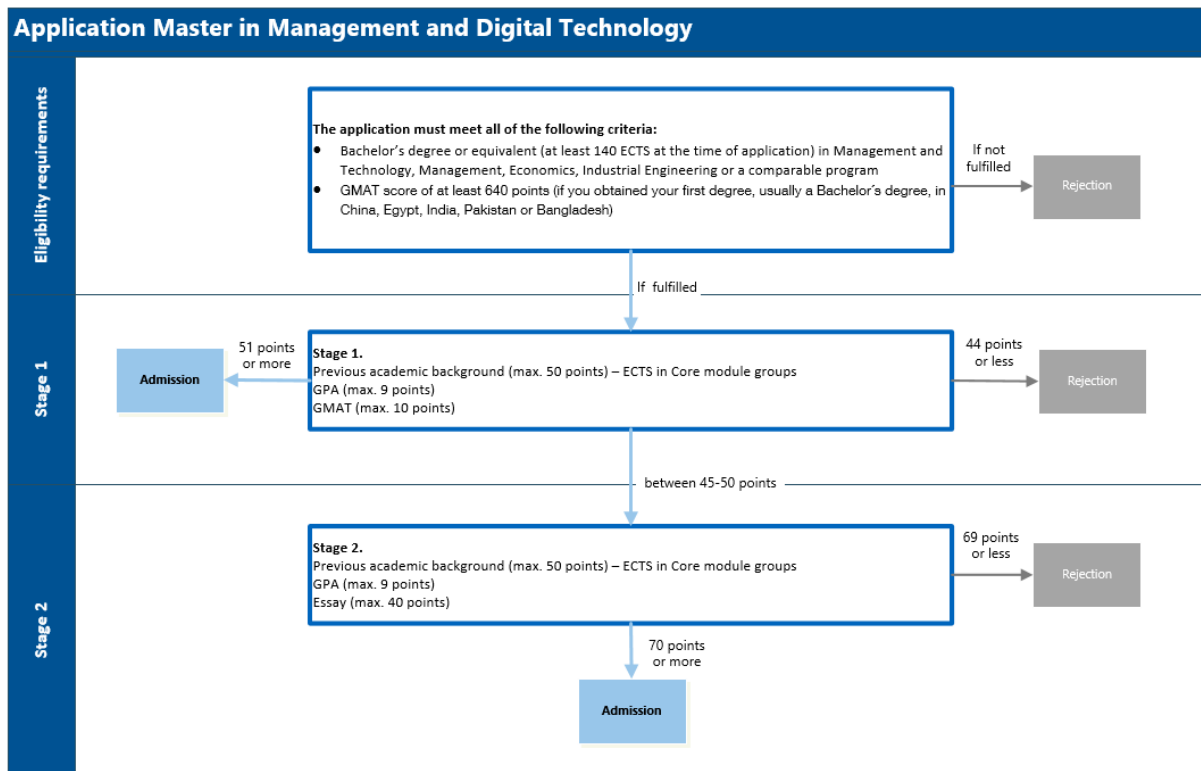 Application Master in Management and Digital Technology
Eligibility requirements
The application must meet all of the following criteria:
● Bachelor's degree or equivalent (at least 140 ECTS at the time of application) in Management and
Technology, Management, Economics, Industrial Engineering or a comparable program
● GMAT score of at least 640 points (if you obtained your first degree, usually a Bachelor´s degree, in
China, Egypt, India, Pakistan or Bangladesh)
If not
fulfilled
Rejection
If fulfilled
Stage 1
51 points
or more
Admission
Stage 1.
Previous academic background (max. 50 points) – ECTS in Core module groups
GPA (max. 9 points)
GMAT (max. 10 points)
44 points
or less
Rejection
between 45-50 points
Stage 2
Stage 2.
Previous academic background (max. 50 points) – ECTS in Core module groups
GPA (max. 9 points)
Essay (max. 40 points)
69 points
or less
Rejection
70 points
or more
Admission